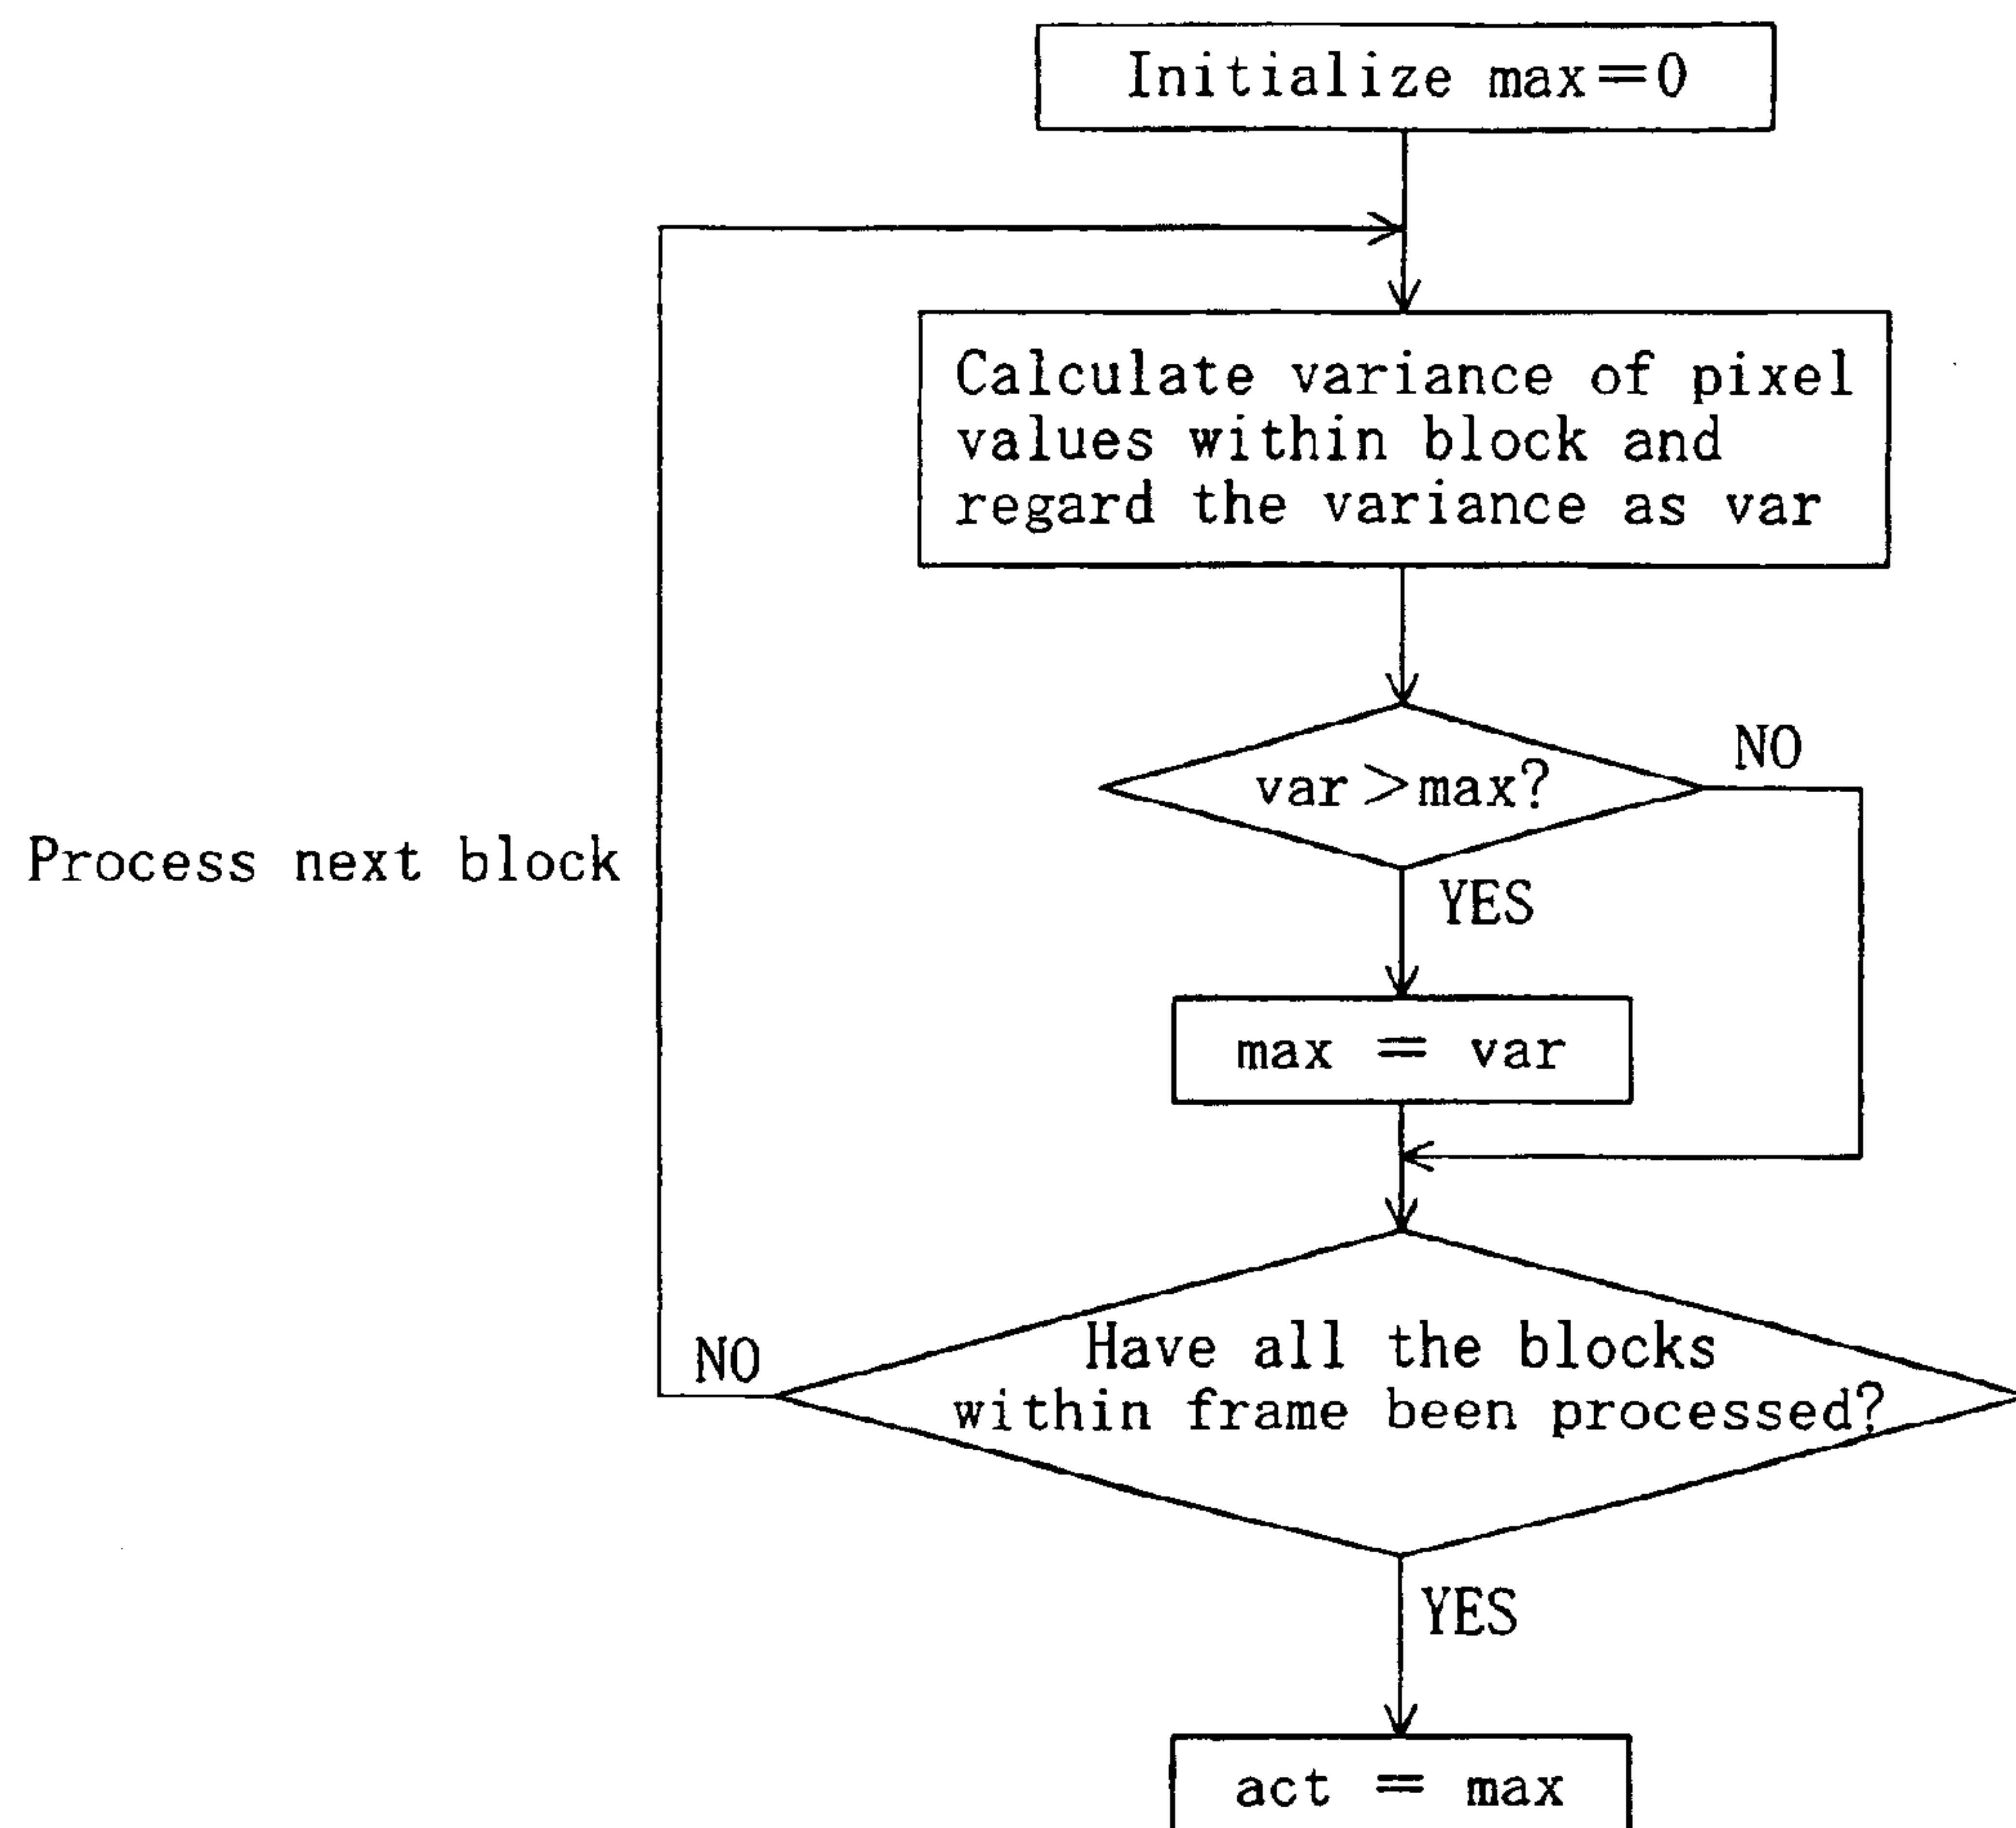 Initialize max=0
Calculate variance of pixel
values within block and
regard the variance as var
var>max?
NO
YES
Process next block
max = var
Have all the blocks
within frame been processed?
NO
YES
act = max